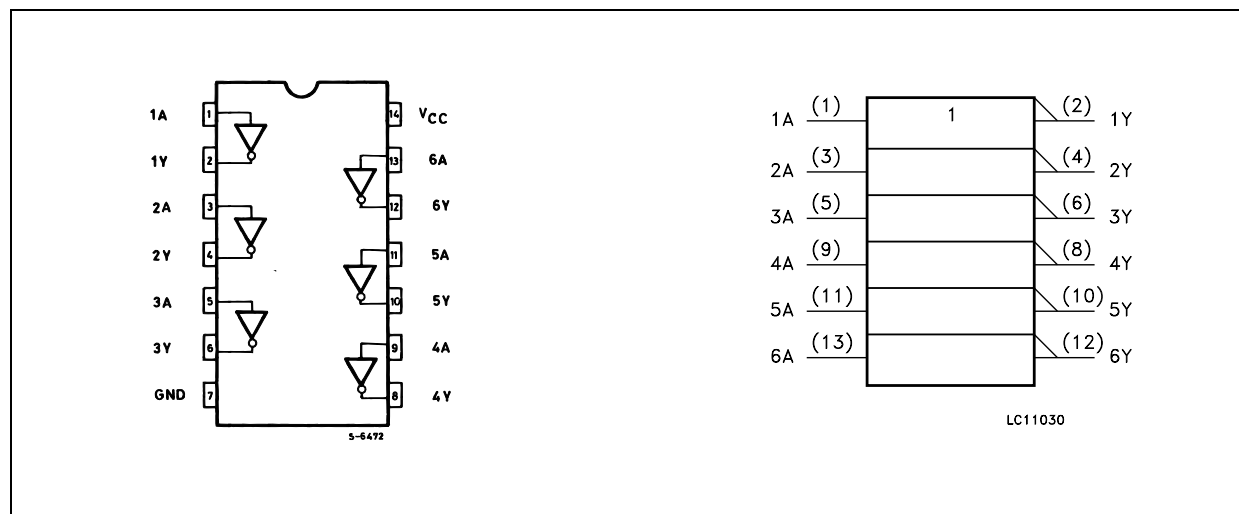 1A 1 14 VCC
1Y 2 13 6A
2A 3 12 6Y
2Y 4 11 5A
3A 5 10 5Y
3Y 6 9 4A
GND 7 8 4Y
S-6472
1A (1) 1 (2) 1Y
2A (3) (4) 2Y
3A (5) (6) 3Y
4A (9) (8) 4Y
5A (11) (10) 5Y
6A (13) (12) 6Y
LC11030